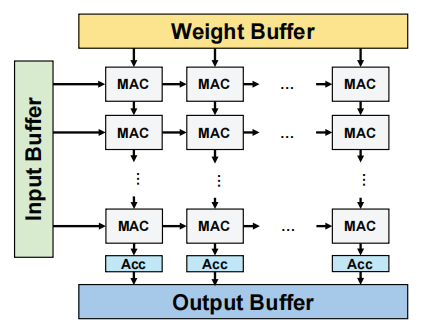 Weight Buffer
Input Buffer
MAC MAC ... MAC
MAC MAC ... MAC
⋮ ⋮ ⋮
MAC MAC ... MAC
Acc Acc Acc
Output Buffer